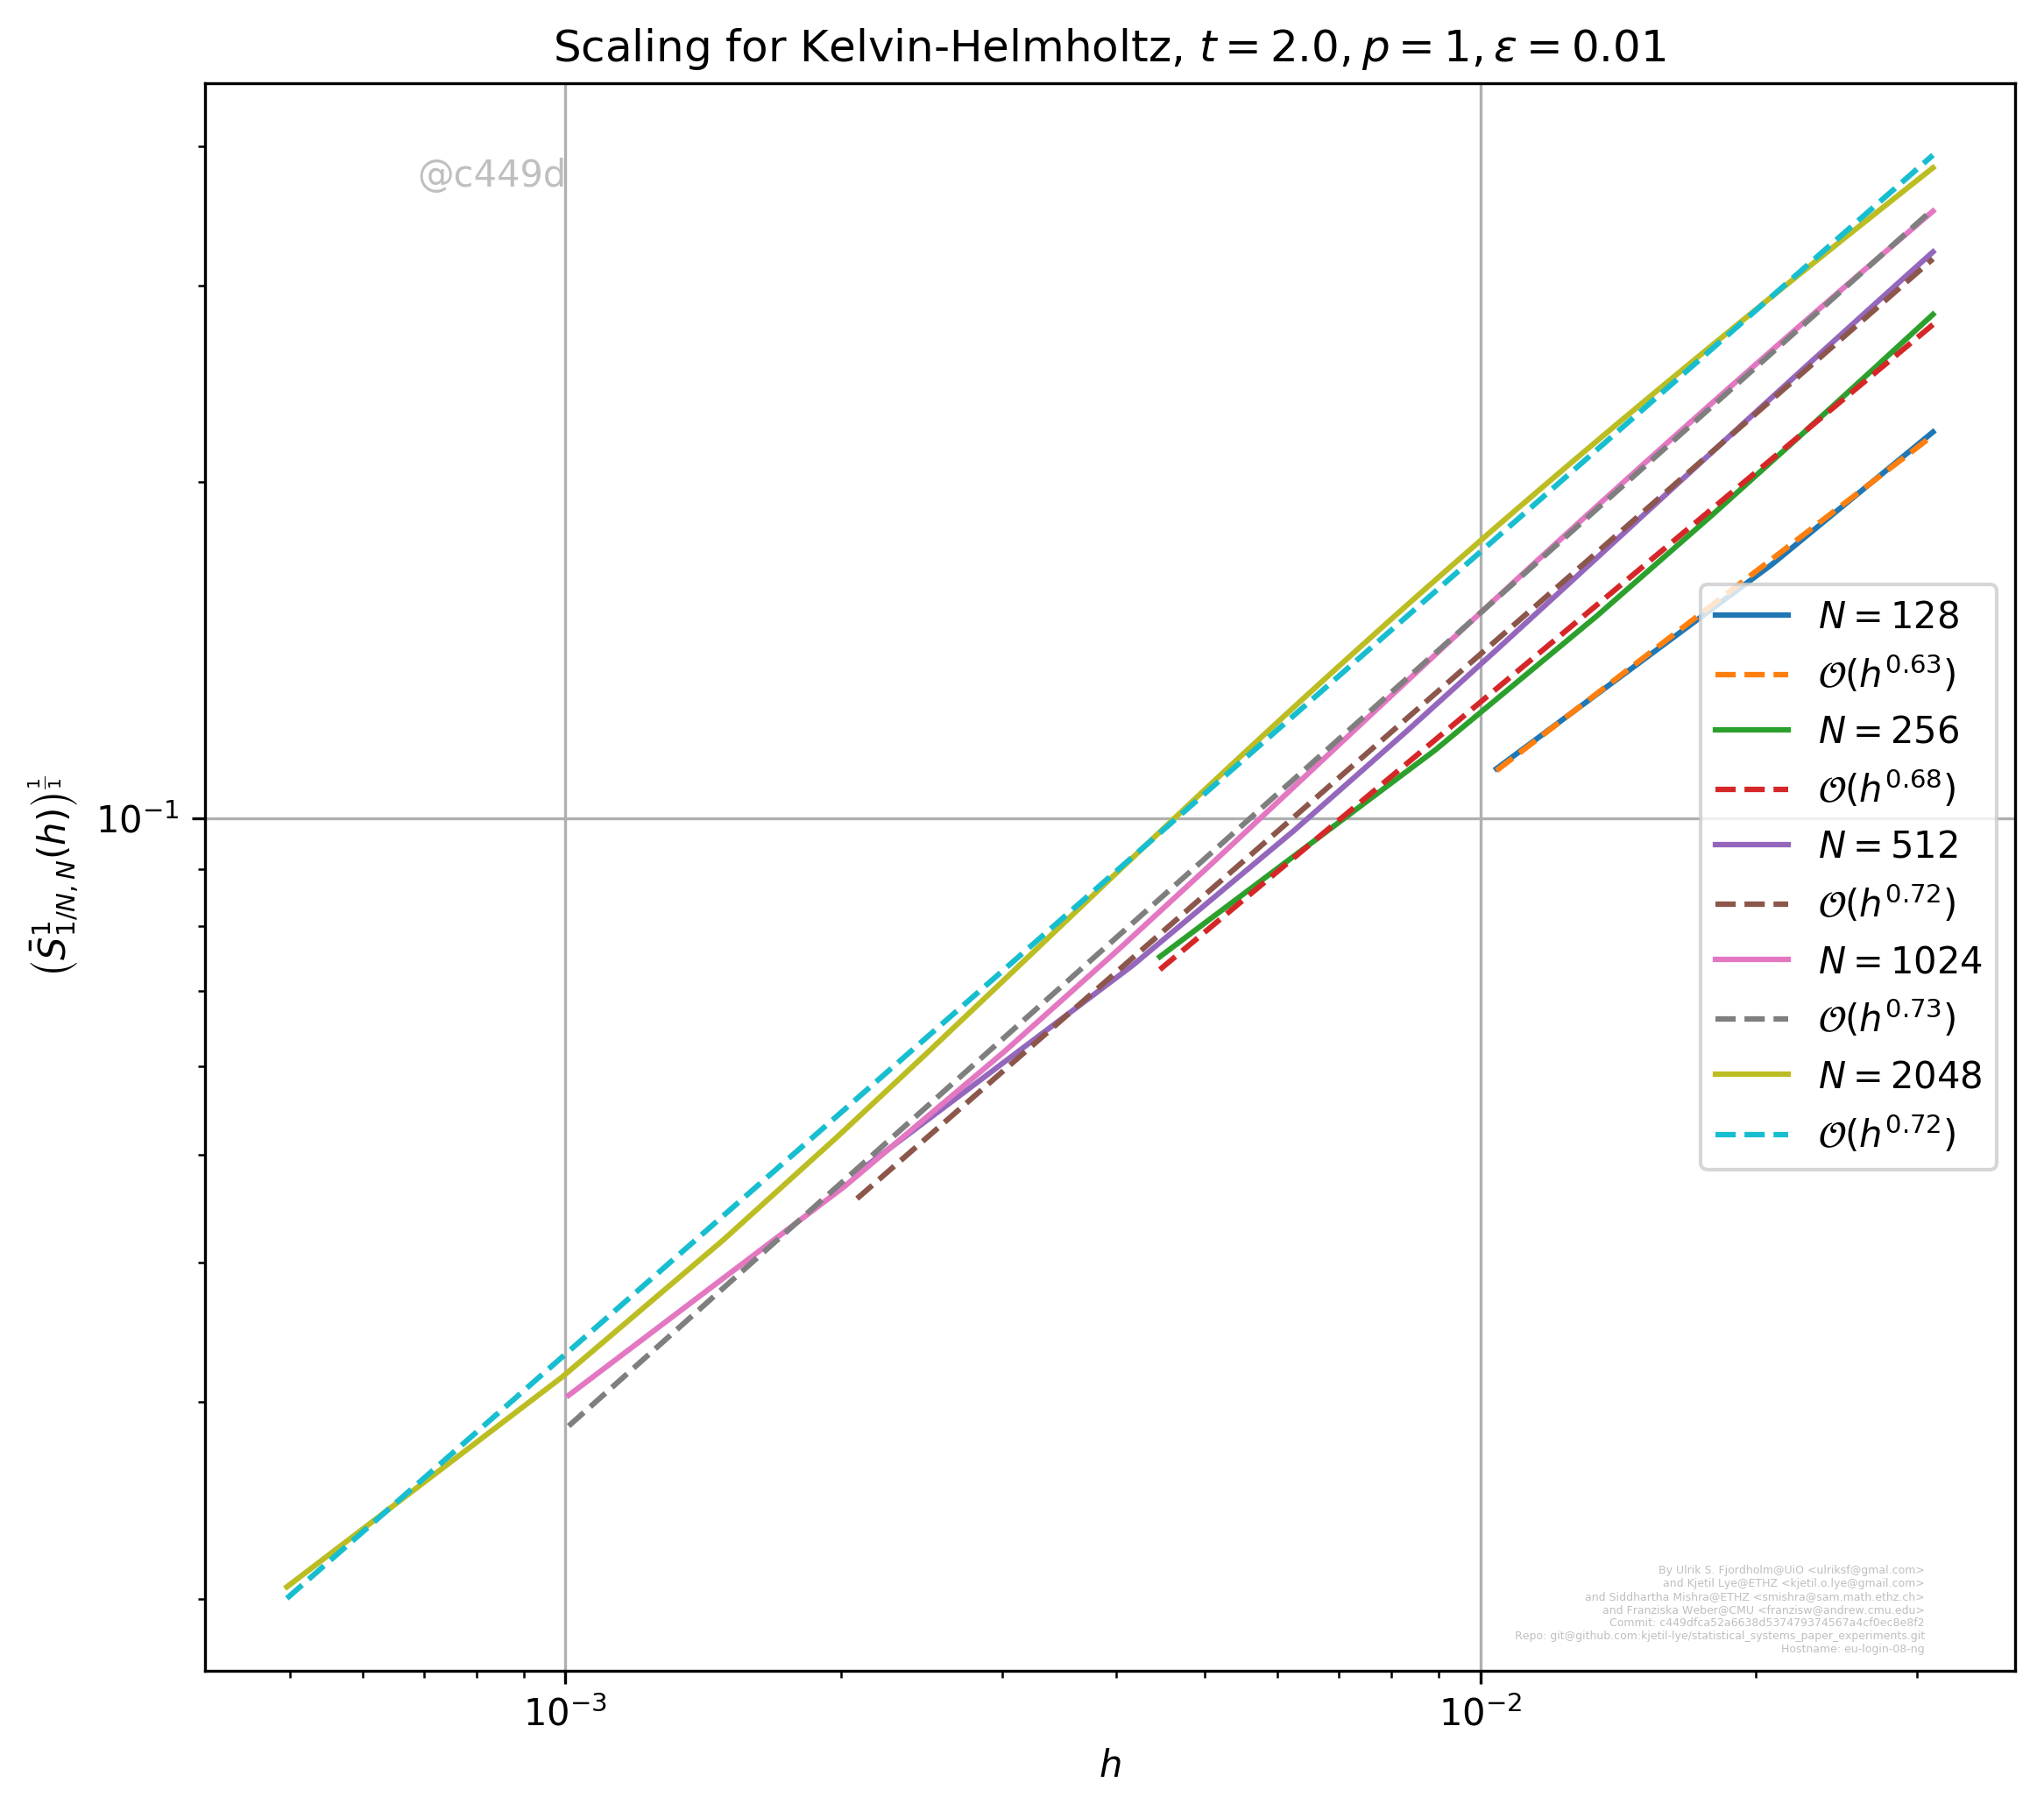 Scaling for Kelvin-Helmholtz, t = 2.0, p = 1, ε = 0.01
@c449d
(S̄¹₁/N, N(h))^(1/1)
10⁻¹
N = 128
𝒪(h^0.63)
N = 256
𝒪(h^0.68)
N = 512
𝒪(h^0.72)
N = 1024
𝒪(h^0.73)
N = 2048
𝒪(h^0.72)
By Ulrik S. Fjordholm@UiO <ulriksf@gmal.com>
and Kjetil Lye@ETHZ <kjetil.o.lye@gmail.com>
and Siddhartha Mishra@ETHZ <smishra@sam.math.ethz.ch>
and Franziska Weber@CMU <franzisw@andrew.cmu.edu>
Commit: c449dfca52a6638d537479374567a4cf0ec8e8f2
Repo: git@github.com:kjetil-lye/statistical_systems_paper_experiments.git
Hostname: eu-login-08-ng
10⁻³
10⁻²
h